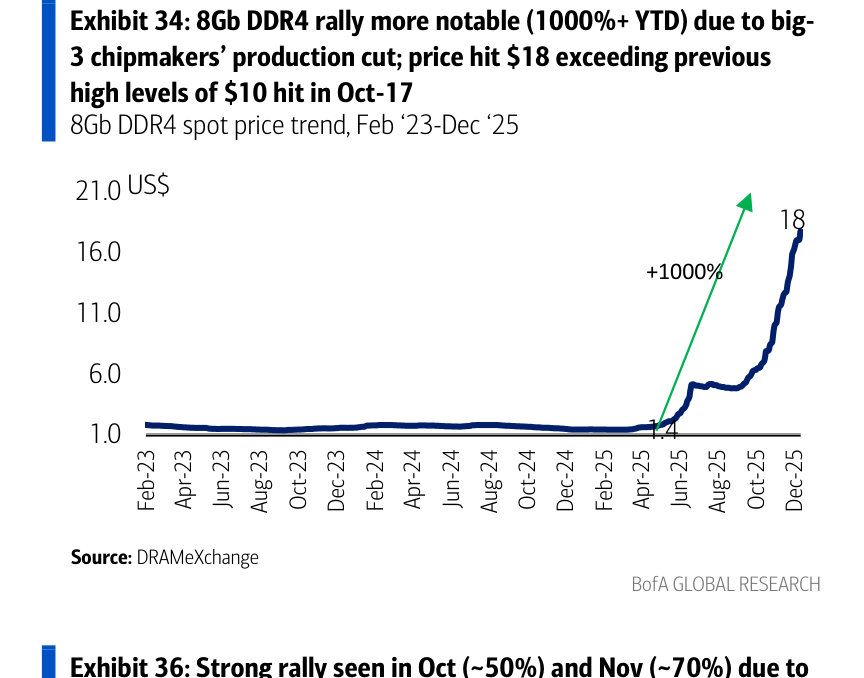 Exhibit 34: 8Gb DDR4 rally more notable (1000%+ YTD) due to big-
3 chipmakers’ production cut; price hit $18 exceeding previous
high levels of $10 hit in Oct-17
8Gb DDR4 spot price trend, Feb ‘23-Dec ‘25
21.0 US$
18
16.0
+1000%
11.0
6.0
1.4
1.0
Feb-23 Apr-23 Jun-23 Aug-23 Oct-23 Dec-23 Feb-24 Apr-24 Jun-24 Aug-24 Oct-24 Dec-24 Feb-25 Apr-25 Jun-25 Aug-25 Oct-25 Dec-25
Source: DRAMeXchange
BofA GLOBAL RESEARCH
Exhibit 36: Strong rally seen in Oct (~50%) and Nov (~70%) due to